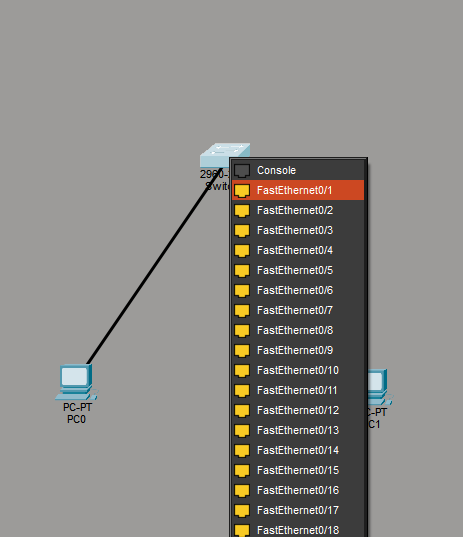 Console
2960-
Swit
FastEthernet0/1
FastEthernet0/2
FastEthernet0/3
FastEthernet0/4
FastEthernet0/5
FastEthernet0/6
FastEthernet0/7
FastEthernet0/8
FastEthernet0/9
FastEthernet0/10
FastEthernet0/11
PC-PT
PC0
FastEthernet0/12
C-PT
C1
FastEthernet0/13
FastEthernet0/14
FastEthernet0/15
FastEthernet0/16
FastEthernet0/17
FastEthernet0/18